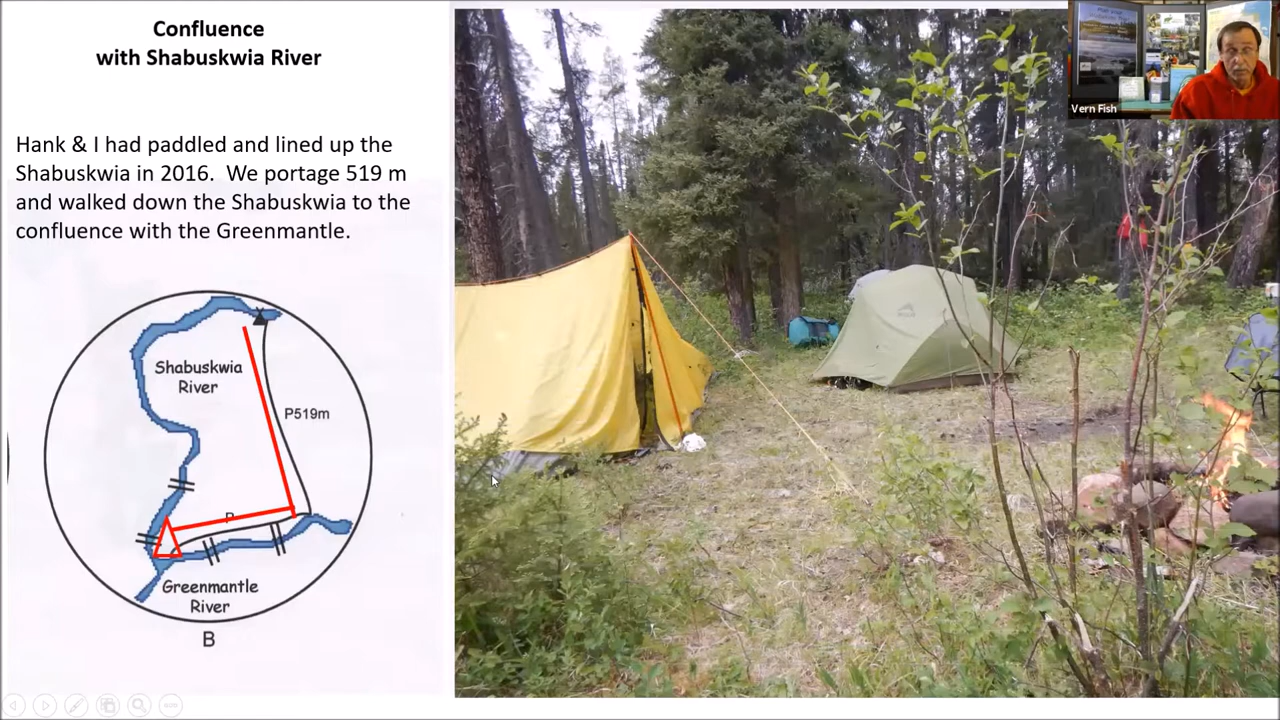 Confluence
with Shabuskwia River
Hank & I had paddled and lined up the
Shabuskwia in 2016.  We portage 519 m
and walked down the Shabuskwia to the
confluence with the Greenmantle.
Shabuskwia
River
P519m
P
Greenmantle
River
B
Vern Fish